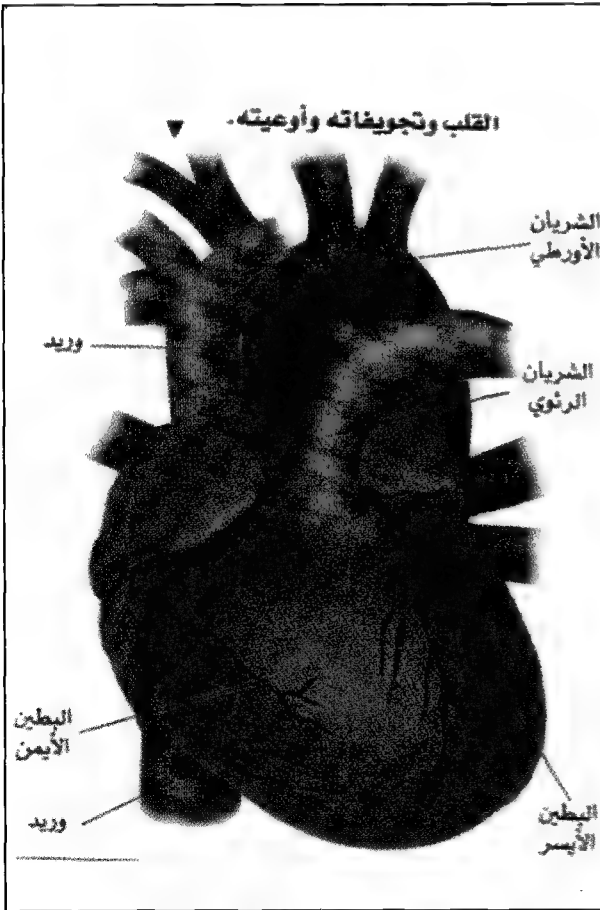 القلب وتجويفاته وأوعيته.
الشريان
الأورطي
وريد
الشريان
الرئوي
البطين
الأيمن
وريد
البطين
الأيسر